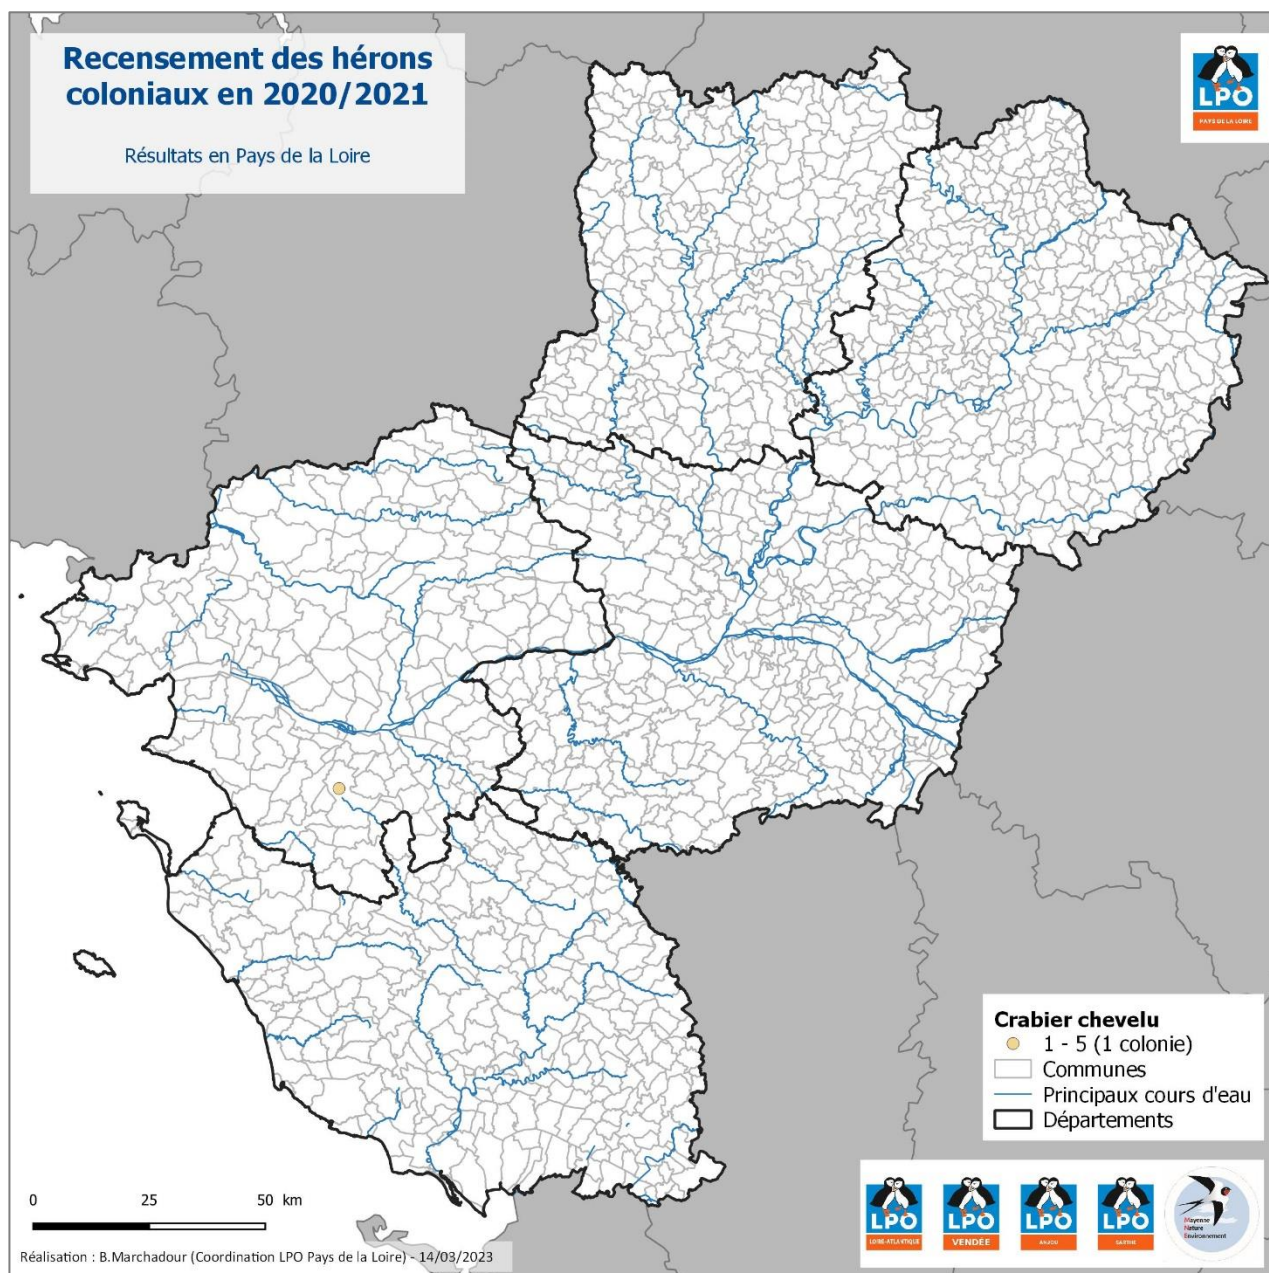 Recensement des hérons
coloniaux en 2020/2021
Résultats en Pays de la Loire
LPO
PAYS DE LA LOIRE
Crabier chevelu
1 - 5 (1 colonie)
Communes
Principaux cours d'eau
Départements
0 25 50 km
LPO
LOIRE-ATLANTIQUE
LPO
VENDÉE
LPO
ANJOU
LPO
SARTHE
Mayenne
Nature
Environnement
Réalisation : B.Marchadour (Coordination LPO Pays de la Loire) - 14/03/2023